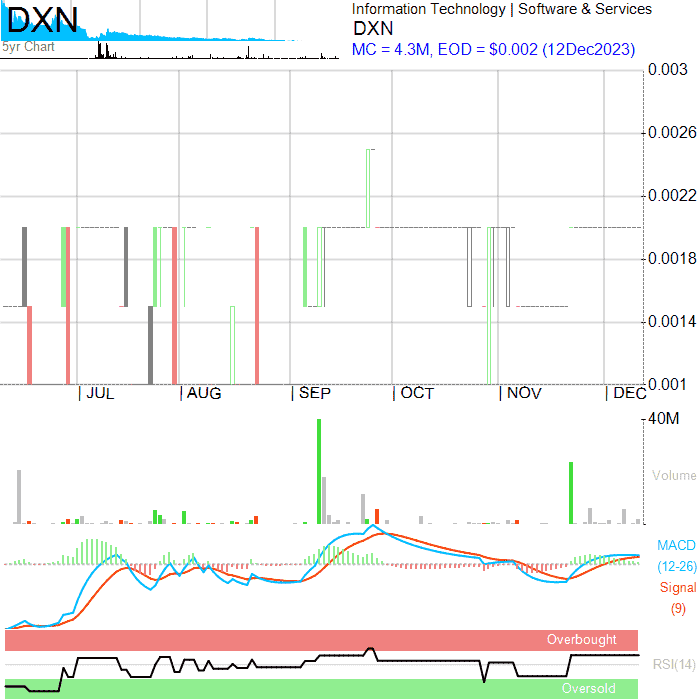 DXN
5yr Chart
Information Technology | Software & Services
DXN
MC = 4.3M, EOD = $0.002 (12Dec2023)
0.003
0.0026
0.0022
0.0018
0.0014
0.001
| JUL | AUG | SEP | OCT | NOV | DEC
40M
Volume
MACD
(12-26)
Signal
(9)
Overbought
RSI(14)
Oversold